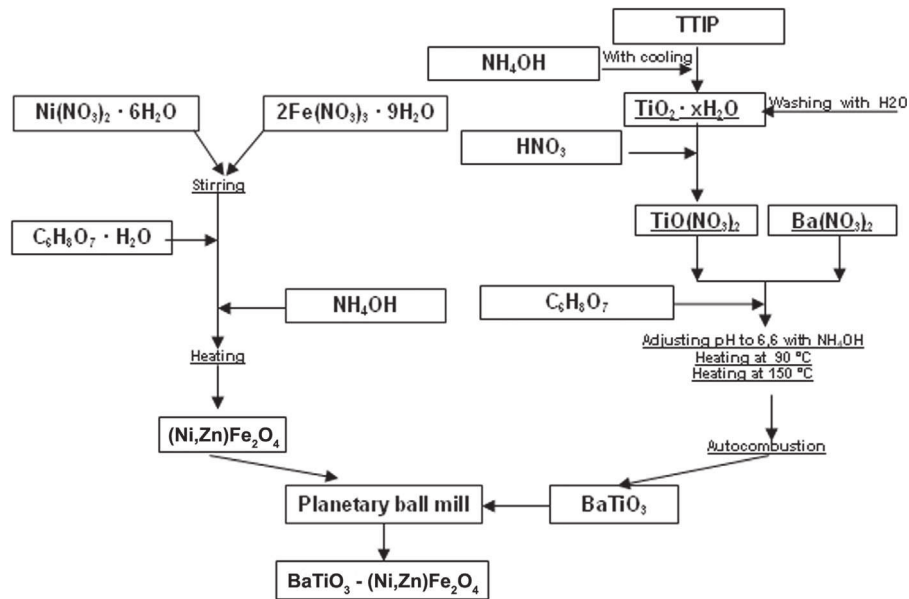 TTIP
NH₄OH
With cooling
Ni(NO₃)₂ · 6H₂O
2Fe(NO₃)₃ · 9H₂O
TiO₂ · xH₂O
Washing with H2O
HNO₃
Stirring
C₆H₈O₇ · H₂O
TiO(NO₃)₂
Ba(NO₃)₂
NH₄OH
C₆H₈O₇
Adjusting pH to 6,6 with NH₄OH
Heating at 90 °C
Heating at 150 °C
Heating
(Ni,Zn)Fe₂O₄
Autocombustion
Planetary ball mill
BaTiO₃
BaTiO₃ - (Ni,Zn)Fe₂O₄